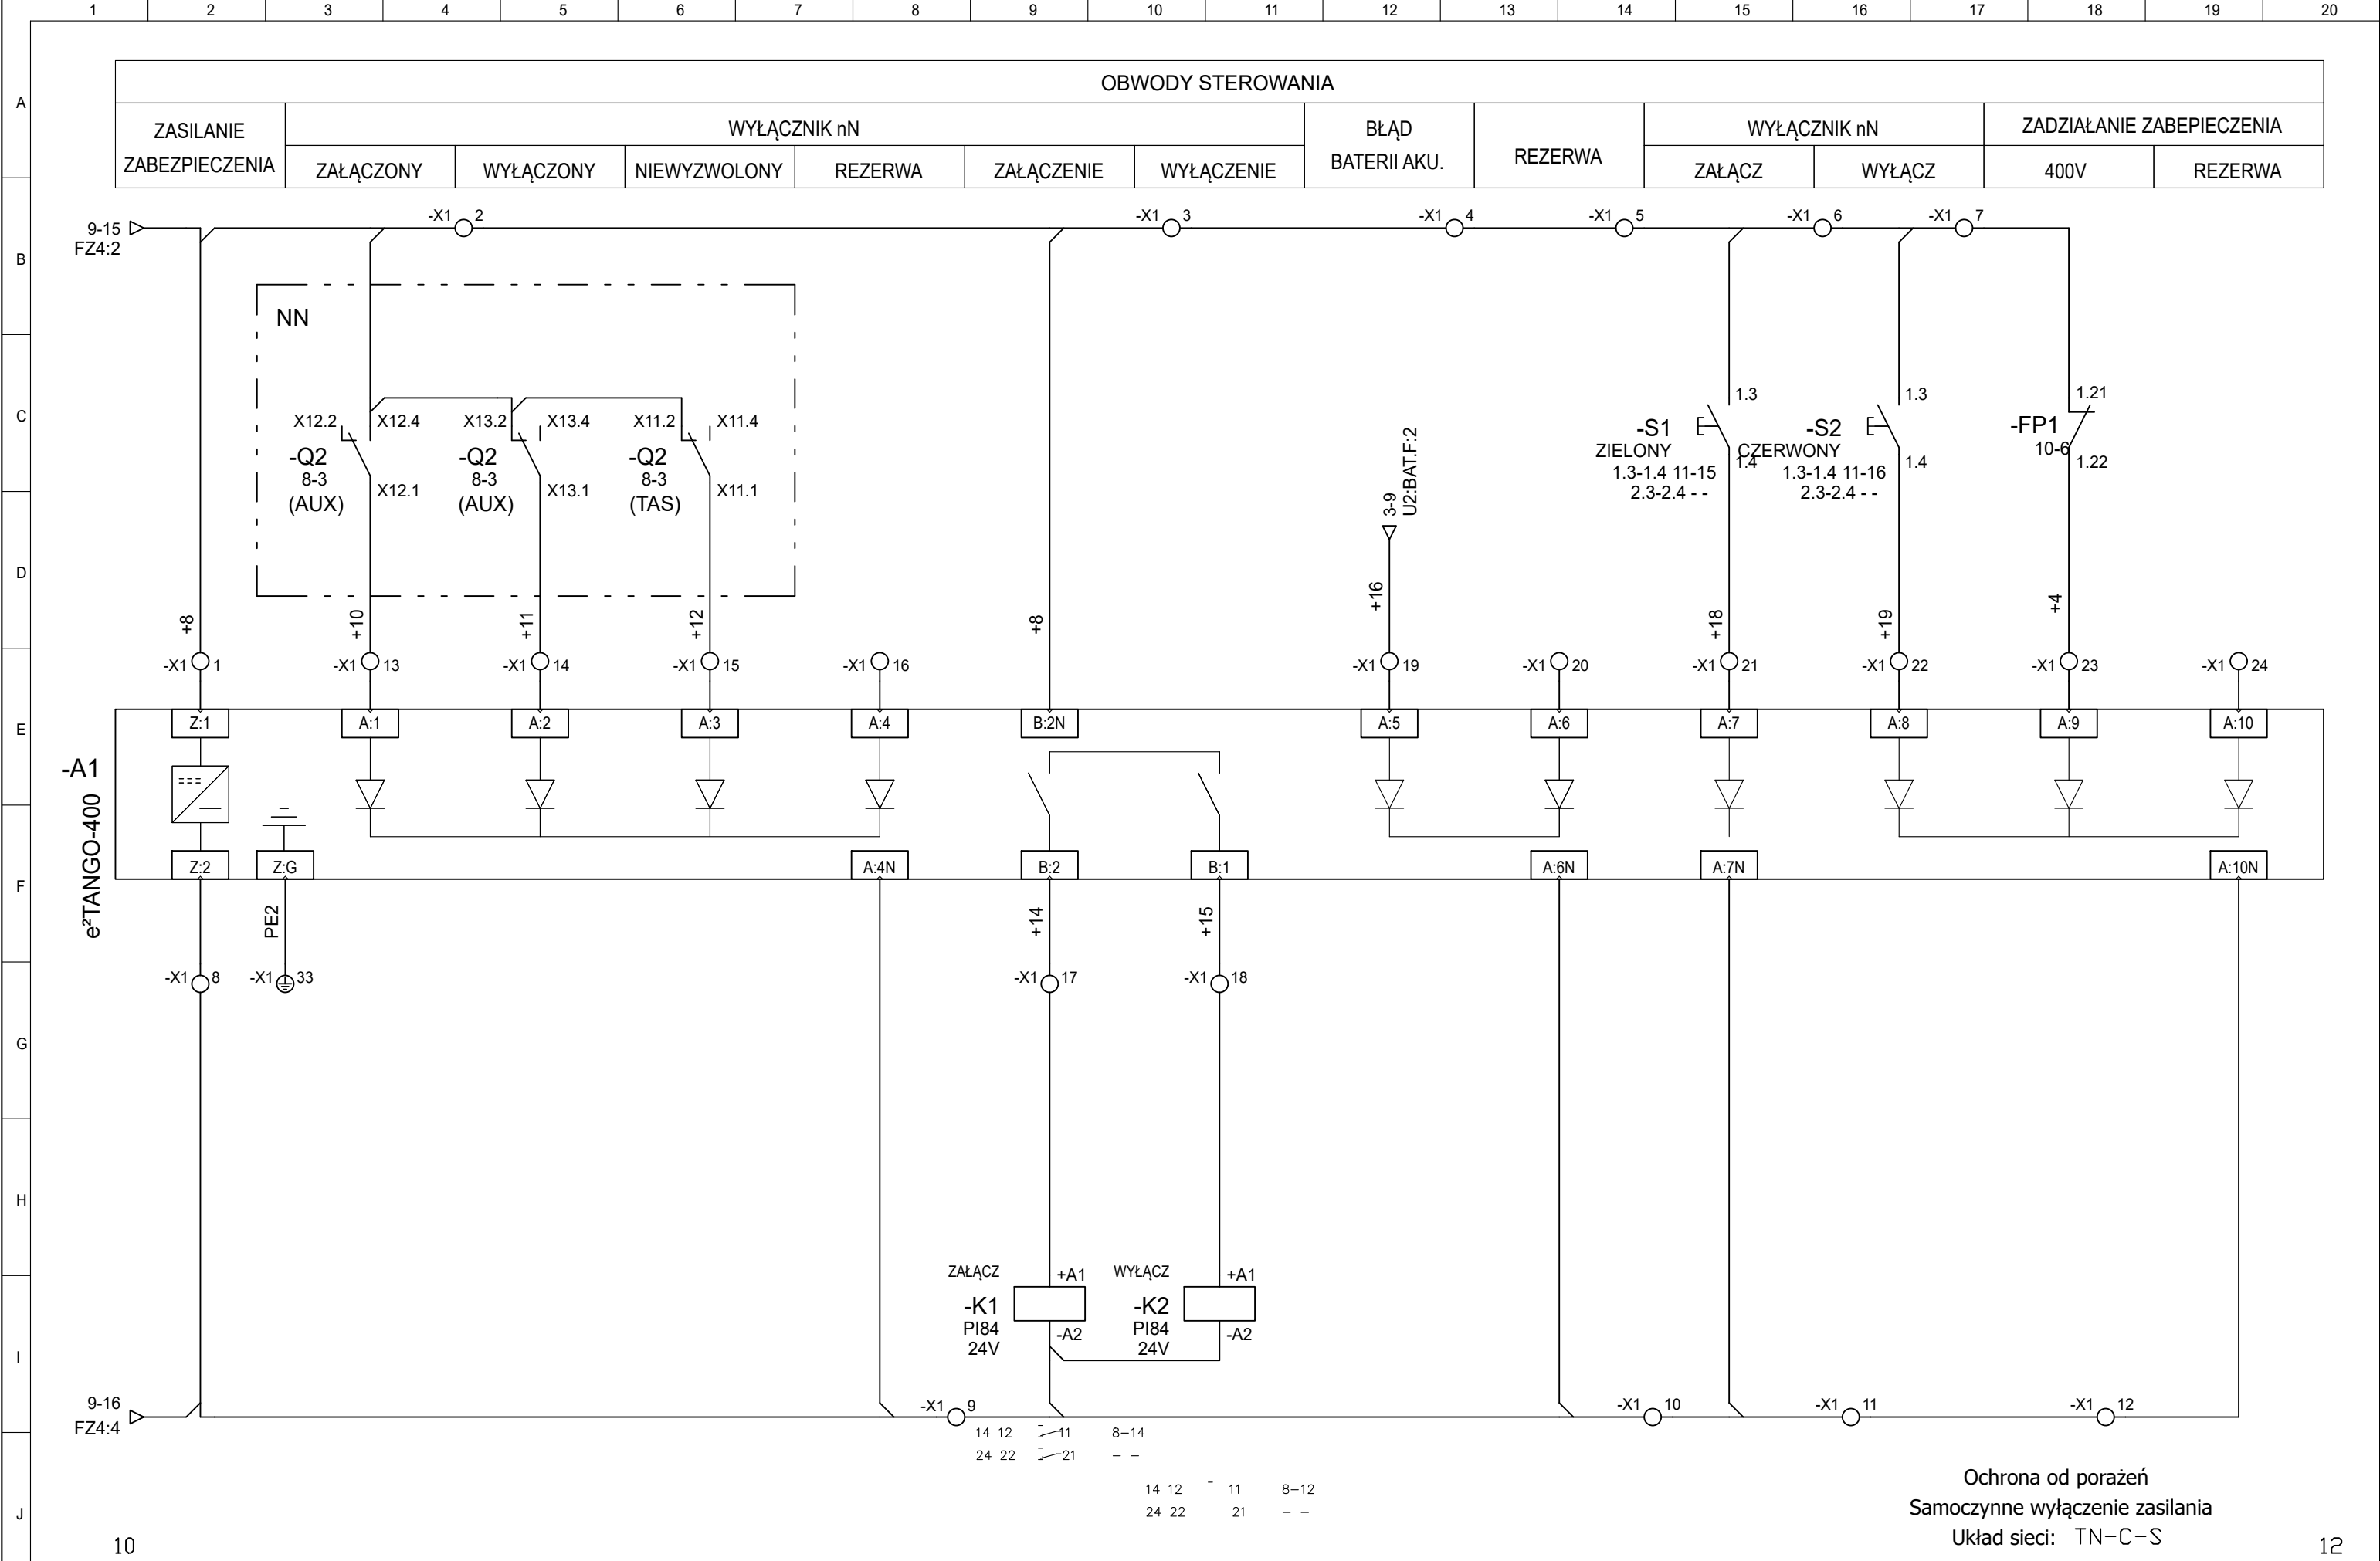 1 2 3 4 5 6 7 8 9 10 11 12 13 14 15 16 17 18 19 20
A
B
C
D
E
F
G
H
I
J
OBWODY STEROWANIA
ZASILANIE
ZABEZPIECZENIA
WYŁĄCZNIK nN
BŁĄD
BATERII AKU.
REZERWA
WYŁĄCZNIK nN
ZADZIAŁANIE ZABEPIECZENIA
ZAŁĄCZONY
WYŁĄCZONY
NIEWYZWOLONY
REZERWA
ZAŁĄCZENIE
WYŁĄCZENIE
ZAŁĄCZ
WYŁĄCZ
400V
REZERWA
9-15
FZ4:2
-X1 2
-X1 3
-X1 4
-X1 5
-X1 6
-X1 7
NN
X12.2 X12.4
-Q2
8-3
(AUX)
X12.1
X13.2 X13.4
-Q2
8-3
(AUX)
X13.1
X11.2 X11.4
-Q2
8-3
(TAS)
X11.1
3-9
U2:BAT.F:2
1.3
-S1
ZIELONY
1.4
1.3-1.4 11-15
2.3-2.4 - -
1.3
-S2
CZERWONY
1.4
1.3-1.4 11-16
2.3-2.4 - -
1.21
-FP1
10-6
1.22
+8
+10
+11
+12
+8
+16
+18
+19
+4
-X1 1
-X1 13
-X1 14
-X1 15
-X1 16
-X1 19
-X1 20
-X1 21
-X1 22
-X1 23
-X1 24
-A1
e²TANGO-400
Z:1
A:1
A:2
A:3
A:4
B:2N
A:5
A:6
A:7
A:8
A:9
A:10
Z:2
Z:G
A:4N
B:2
B:1
A:6N
A:7N
A:10N
PE2
+14
+15
-X1 8
-X1 33
-X1 17
-X1 18
ZAŁĄCZ
+A1
-K1
PI84
24V
-A2
WYŁĄCZ
+A1
-K2
PI84
24V
-A2
9-16
FZ4:4
-X1 9
-X1 10
-X1 11
-X1 12
14 12 11 8-14
24 22 21 - -
14 12 11 8-12
24 22 21 - -
Ochrona od porażeń
Samoczynne wyłączenie zasilania
Układ sieci: TN-C-S
10
12